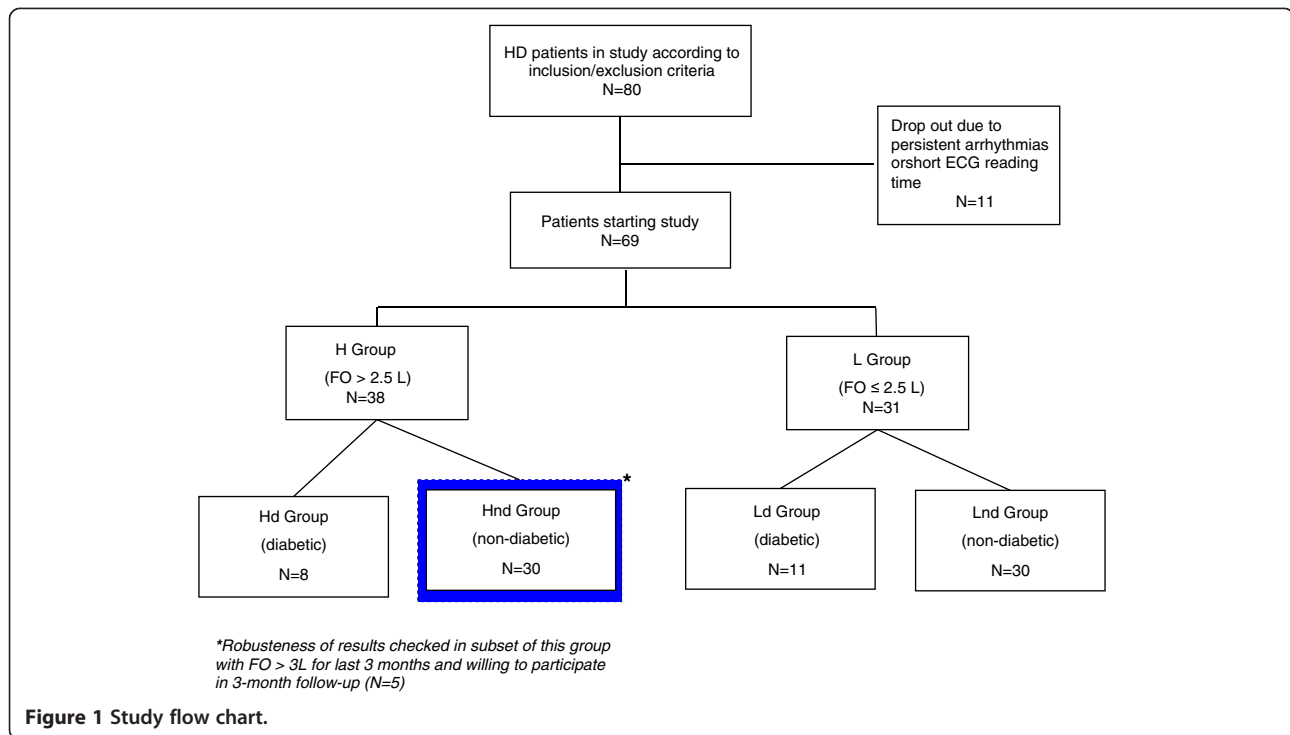 HD patients in study according to
inclusion/exclusion criteria
N=80
Drop out due to
persistent arrhythmias
orshort ECG reading
time
N=11
Patients starting study
N=69
H Group
(FO > 2.5 L)
N=38
L Group
(FO ≤ 2.5 L)
N=31
Hd Group
(diabetic)
N=8
*
Hnd Group
(non-diabetic)
N=30
Ld Group
(diabetic)
N=11
Lnd Group
(non-diabetic)
N=30
*Robusteness of results checked in subset of this group
with FO > 3L for last 3 months and willing to participate
in 3-month follow-up (N=5)
Figure 1 Study flow chart.